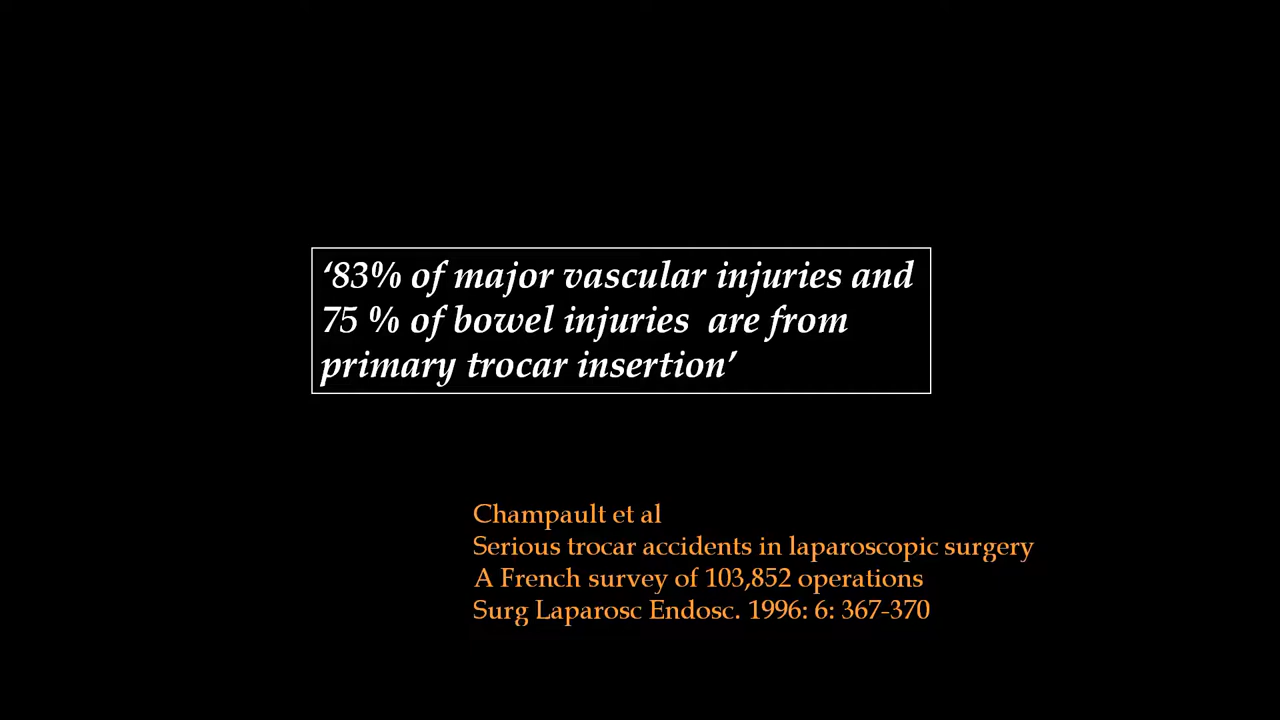 ‘83% of major vascular injuries and
75 % of bowel injuries  are from
primary trocar insertion’
Champault et al
Serious trocar accidents in laparoscopic surgery
A French survey of 103,852 operations
Surg Laparosc Endosc. 1996: 6: 367-370